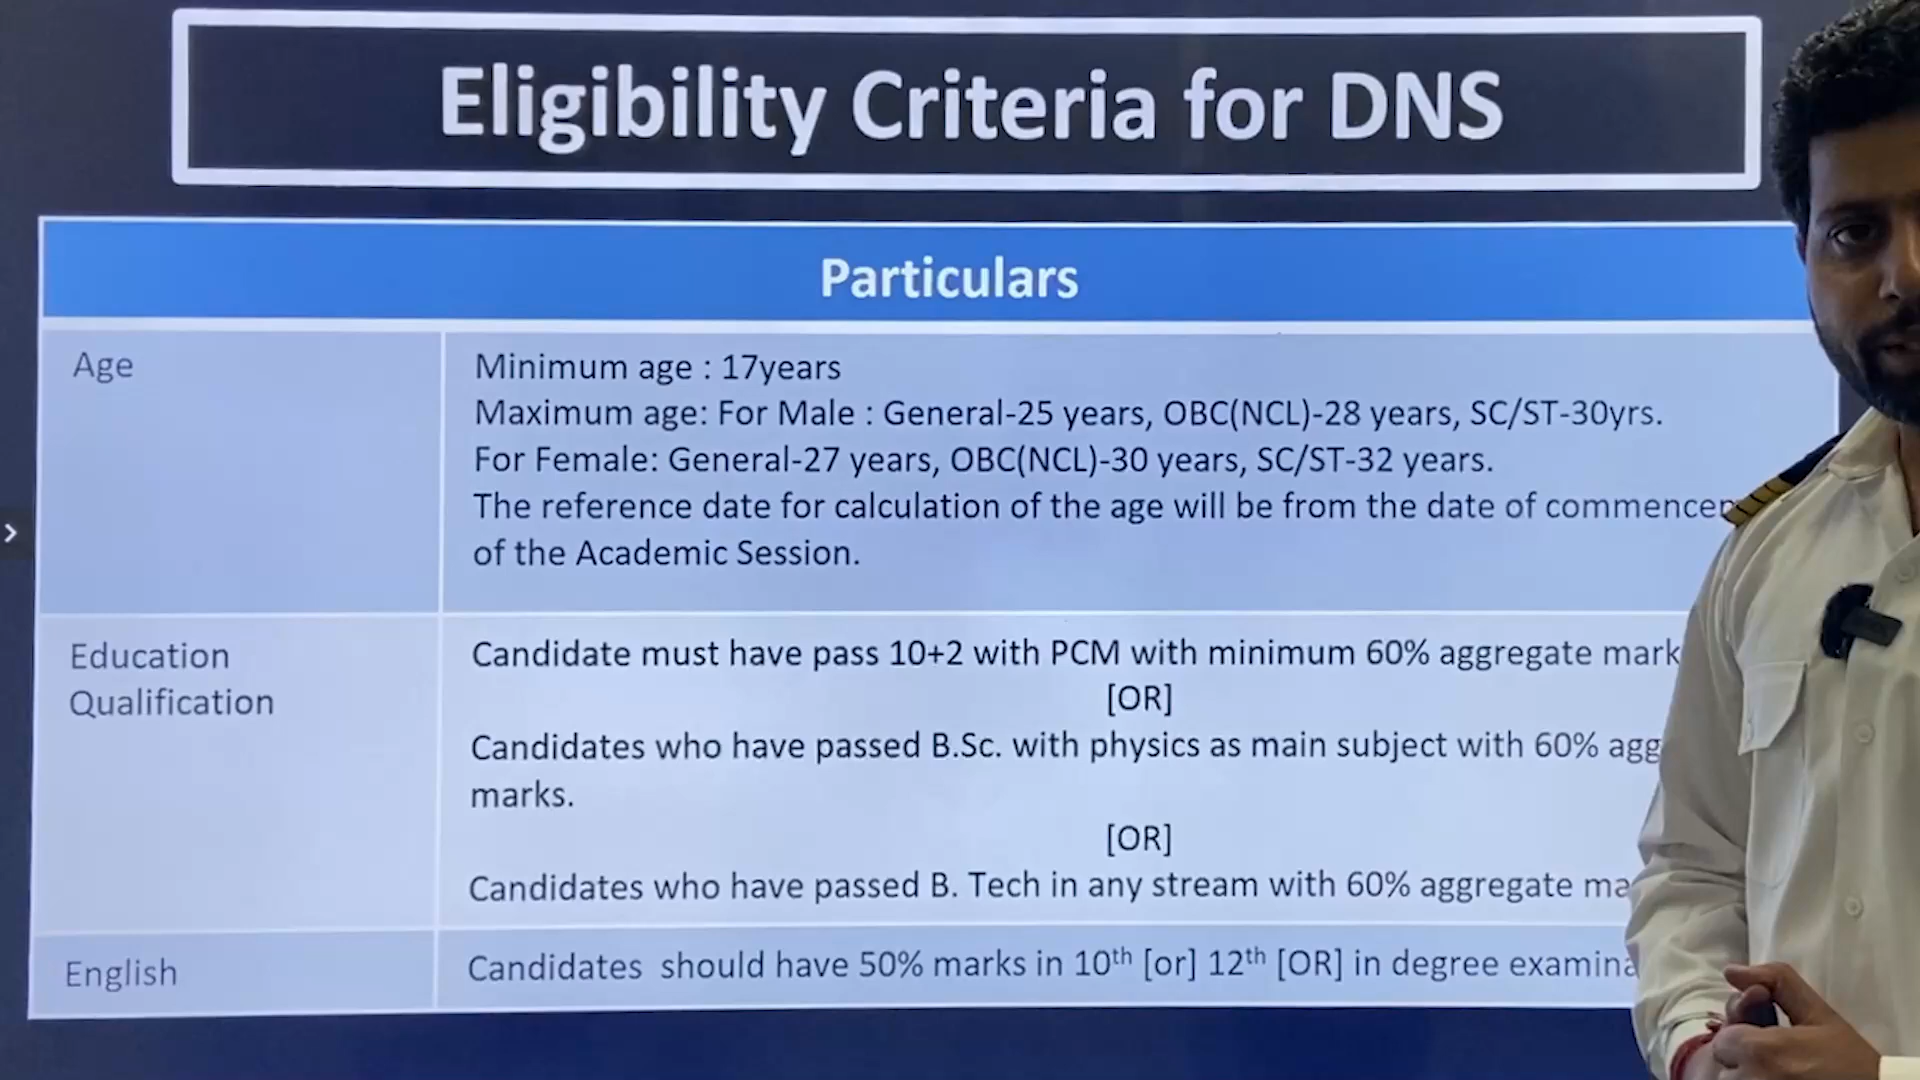 Eligibility Criteria for DNS
Particulars
Age
Minimum age : 17years
Maximum age: For Male : General-25 years, OBC(NCL)-28 years, SC/ST-30yrs.
For Female: General-27 years, OBC(NCL)-30 years, SC/ST-32 years.
The reference date for calculation of the age will be from the date of
of the Academic Session.
Education
Qualification
Candidate must have pass 10+2 with PCM with minimum 60% aggregate
[OR]
Candidates who have passed B.Sc. with physics as main subject with 60%
marks.
[OR]
Candidates who have passed B. Tech in any stream with 60% aggregate
English
Candidates should have 50% marks in 10th [or] 12th [OR] in degree